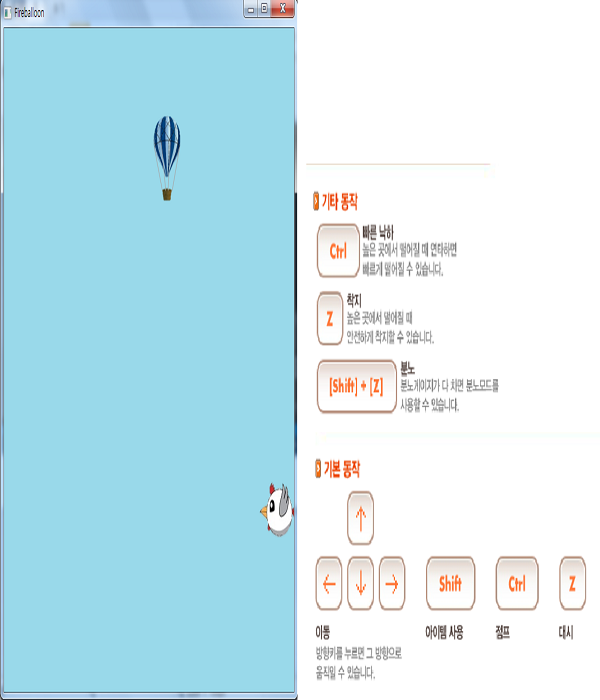 Fireballoon
기타 동작
Ctrl
빠른 낙하
높은 곳에서 떨어질 때 연타하면
빠르게 떨어질 수 있습니다.
Z
착지
높은 곳에서 떨어질 때
안전하게 착지할 수 있습니다.
[Shift] + [Z]
분노
분노게이지가 다 차면 분노모드를
사용할 수 있습니다.
기본 동작
↑
← ↓ → Shift Ctrl Z
이동 아이템 사용 점프 대시
방향키를 누르면 그 방향으로
움직일 수 있습니다.